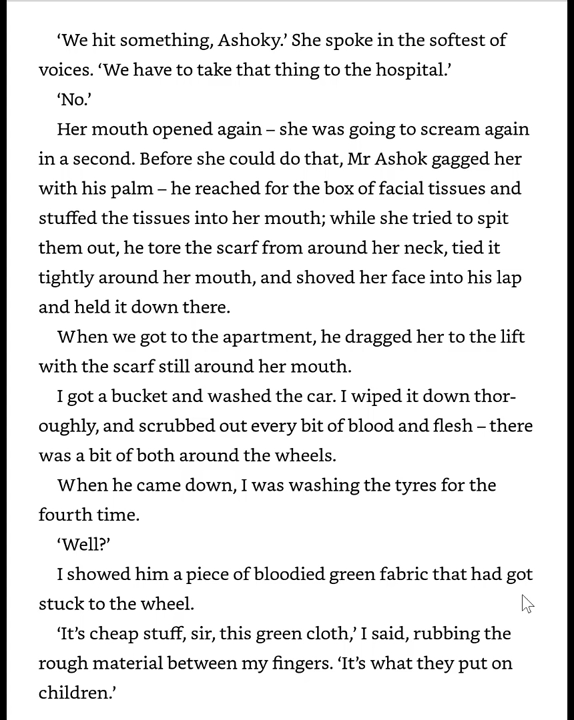 ‘We hit something, Ashoky.’ She spoke in the softest of
voices. ‘We have to take that thing to the hospital.’
‘No.’
Her mouth opened again – she was going to scream again
in a second. Before she could do that, Mr Ashok gagged her
with his palm – he reached for the box of facial tissues and
stuffed the tissues into her mouth; while she tried to spit
them out, he tore the scarf from around her neck, tied it
tightly around her mouth, and shoved her face into his lap
and held it down there.
When we got to the apartment, he dragged her to the lift
with the scarf still around her mouth.
I got a bucket and washed the car. I wiped it down thor-
oughly, and scrubbed out every bit of blood and flesh – there
was a bit of both around the wheels.
When he came down, I was washing the tyres for the
fourth time.
‘Well?’
I showed him a piece of bloodied green fabric that had got
stuck to the wheel.
‘It’s cheap stuff, sir, this green cloth,’ I said, rubbing the
rough material between my fingers. ‘It’s what they put on
children.’